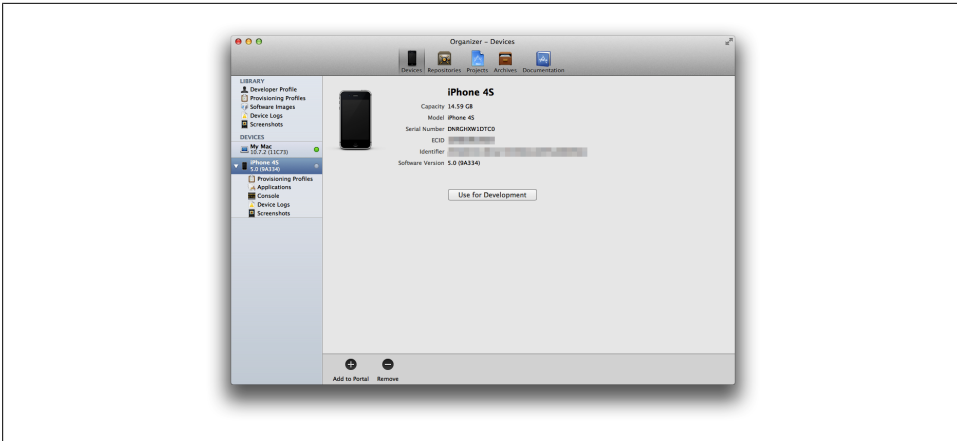 Organizer – Devices
Devices Repositories Projects Archives Documentation
LIBRARY
Developer Profile
Provisioning Profiles
Software Images
Device Logs
Screenshots
DEVICES
My Mac
10.7.2 (11C73)
iPhone 4S
5.0 (9A334)
Provisioning Profiles
Applications
Console
Device Logs
Screenshots
iPhone 4S
Capacity 14.59 GB
Model iPhone 4S
Serial Number DNRGHXW1DTC0
ECID
Identifier
Software Version 5.0 (9A334)
Use for Development
Add to Portal Remove